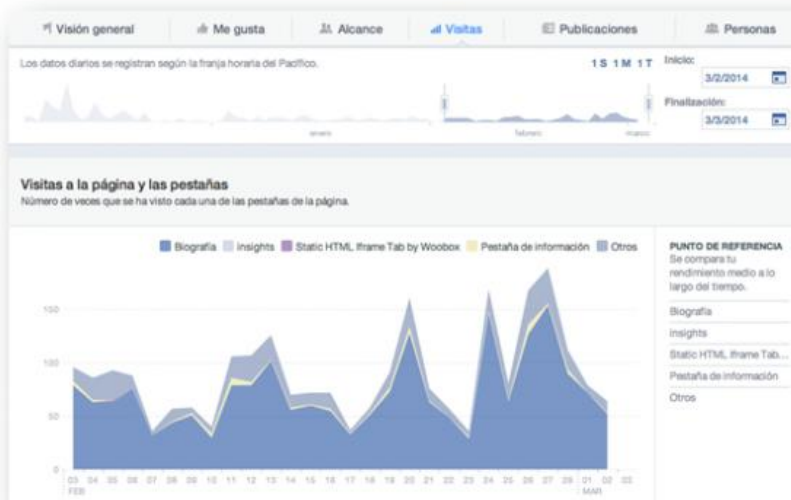 Visión general Me gusta Alcance Visitas Publicaciones Personas
Los datos diarios se registran según la franja horaria del Pacífico.
1 S 1 M 1 T
Inicio:
3/2/2014
Finalización:
3/3/2014
enero febrero marzo
Visitas a la página y las pestañas
Número de veces que se ha visto cada una de las pestañas de la página.
Biografía Insights Static HTML Iframe Tab by Woobox Pestaña de información Otros
150
100
50
0
03 04 05 06 07 08 09 10 11 12 13 14 15 16 17 18 19 20 21 22 23 24 25 26 27 28 01 02 03
FEB MAR
PUNTO DE REFERENCIA
Se compara tu
rendimiento medio a lo
largo del tiempo.
Biografía
Insights
Static HTML Iframe Tab...
Pestaña de información
Otros